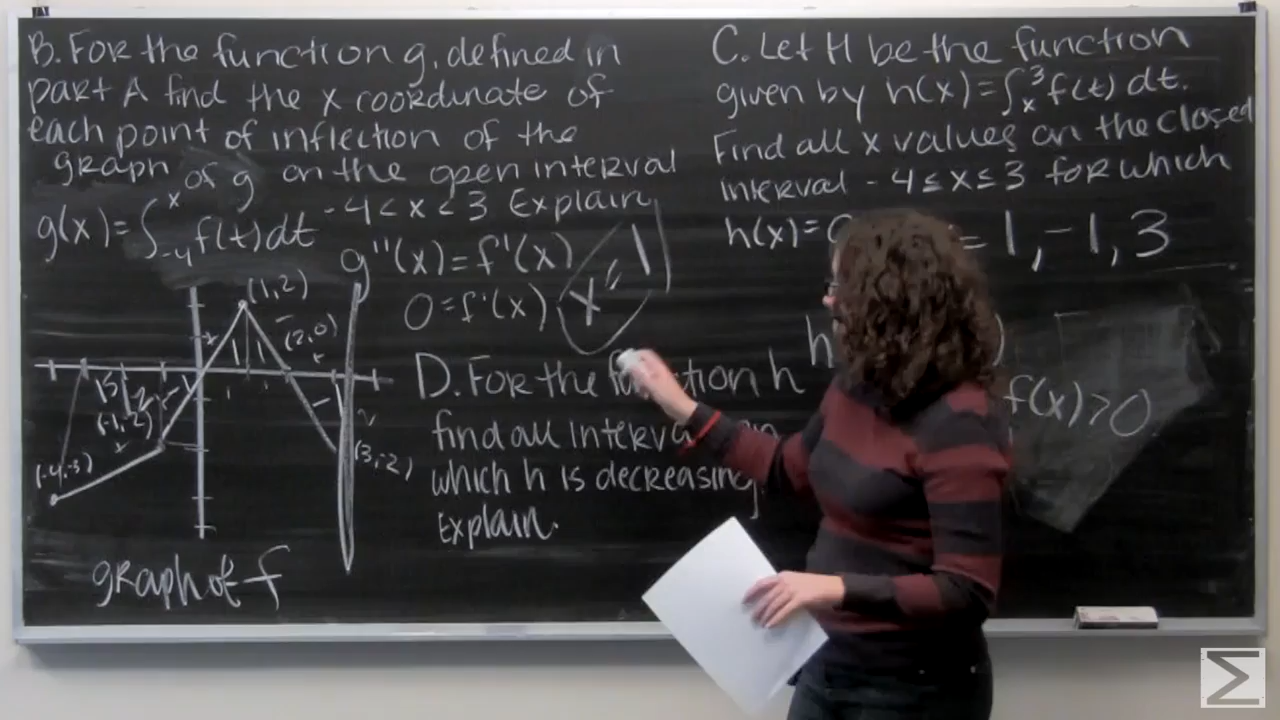 B. For the function g, defined in
part A find the x coordinate of
each point of inflection of the
graph of g on the open interval
-4 < x < 3 Explain
g(x) = ∫_{-4}^{x} f(t) dt
g''(x) = f'(x)
0 = f'(x)
x = 1
(1,2)
(2,0)
(-1,-2)
(-4,-3)
(3,-2)
graph of f
C. Let H be the function
given by h(x) = ∫_{x}^{3} f(t) dt.
Find all x values on the closed
interval -4 ≤ x ≤ 3 for which
h(x) =
= 1, -1, 3
D. For the function h
find all
which h is decreasing.
Explain.
h
f(x) > 0
Σ